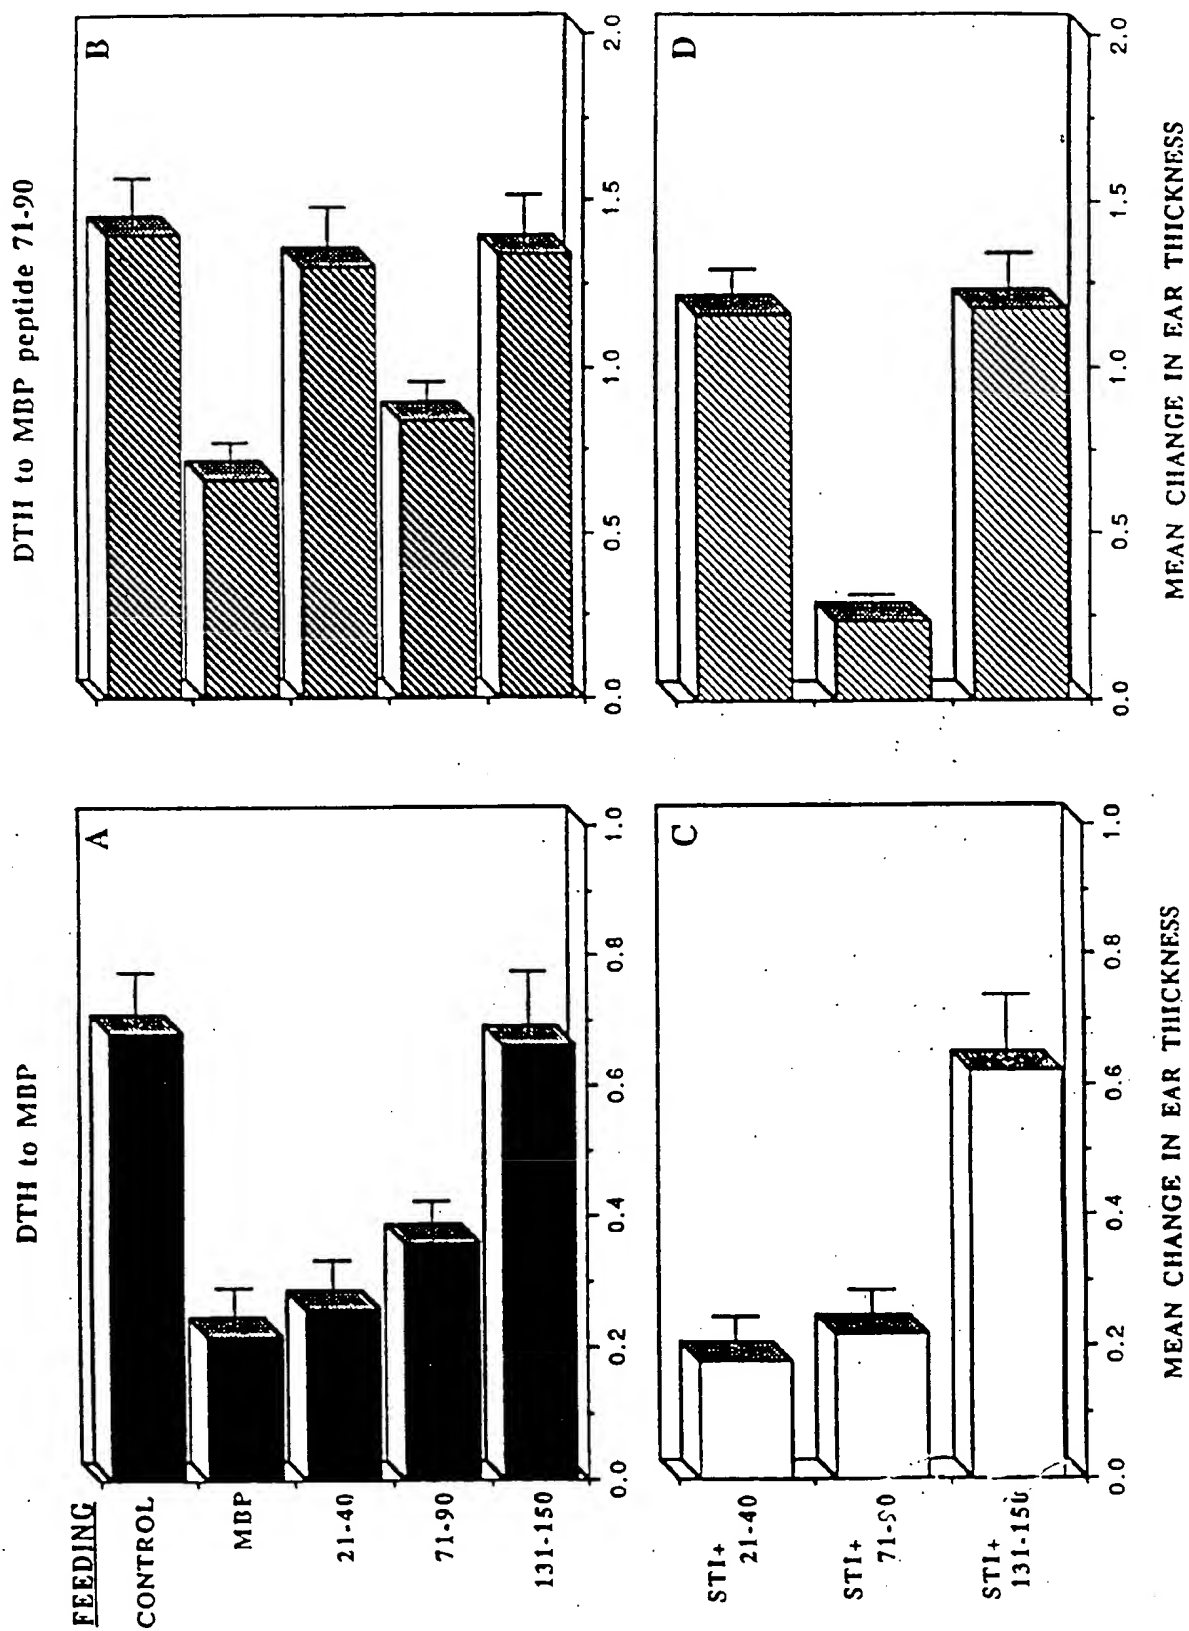 DTH to MBP
DTH to MBP peptide 71-90
FEEDING
CONTROL
MBP
21-40
71-90
131-150
A
0.0 0.2 0.4 0.6 0.8 1.0
B
0.0 0.5 1.0 1.5 2.0
STI+
21-40
STI+
71-90
STI+
131-150
C
0.0 0.2 0.4 0.6 0.8 1.0
MEAN CHANGE IN EAR THICKNESS
D
0.0 0.5 1.0 1.5 2.0
MEAN CHANGE IN EAR THICKNESS